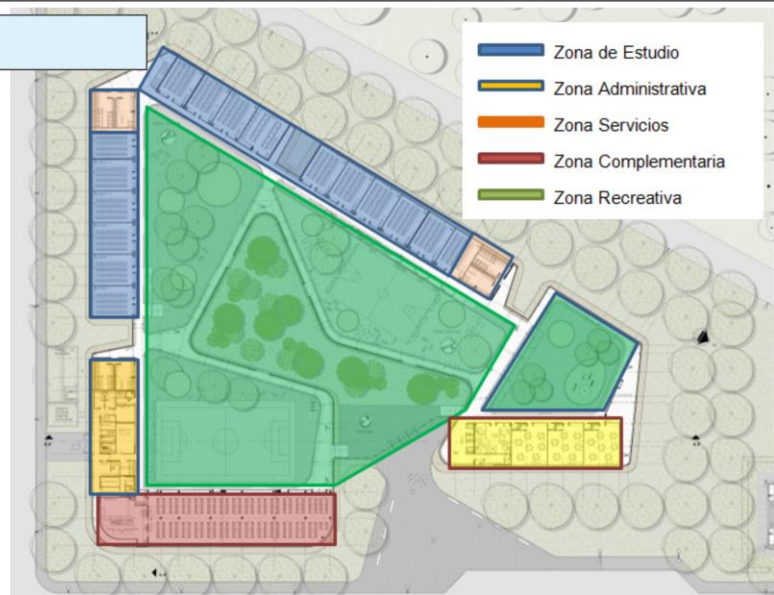 Zona de Estudio
Zona Administrativa
Zona Servicios
Zona Complementaria
Zona Recreativa